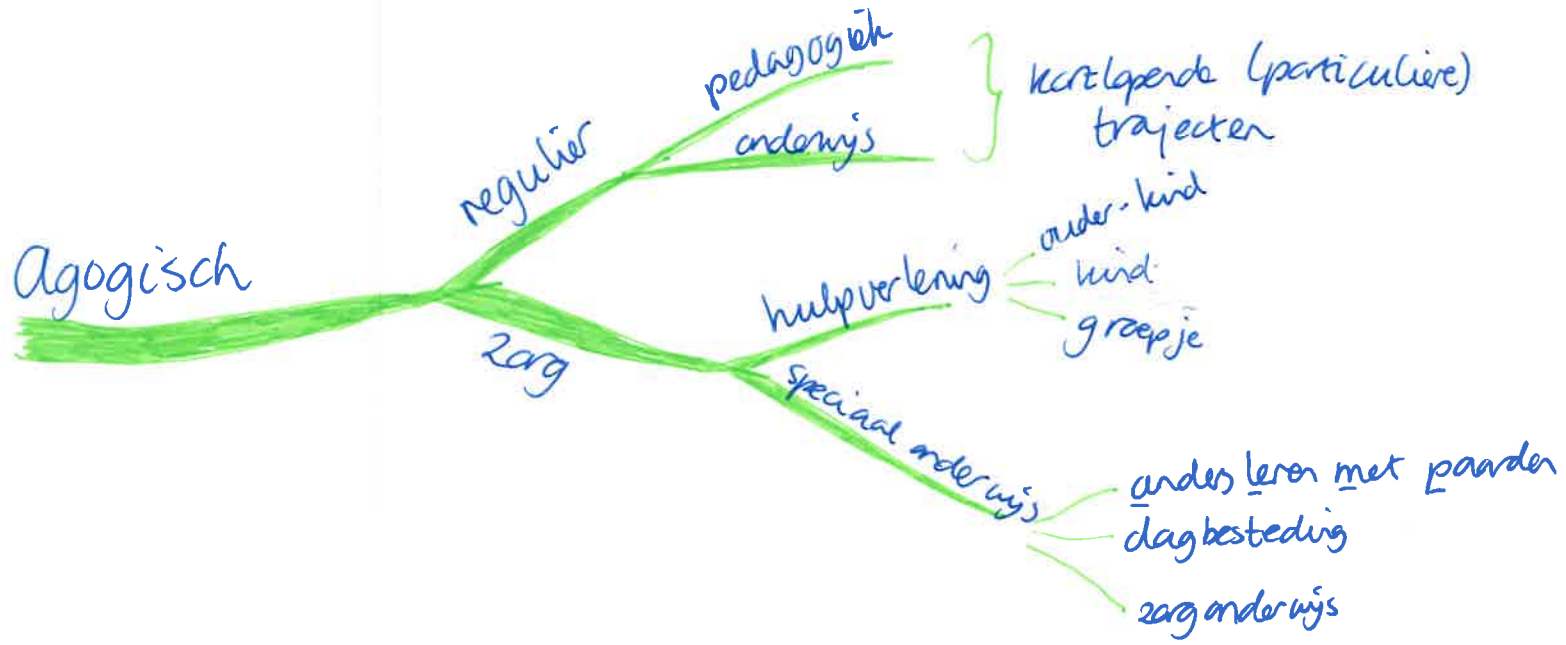 Agogisch
regulier
pedagogiek
onderwijs
kortlopende (particuliere)
trajecten
zorg
hulpverlening
ouder-kind
kind
groepje
speciaal onderwijs
anders leren met paarden
dagbesteding
zorgonderwijs